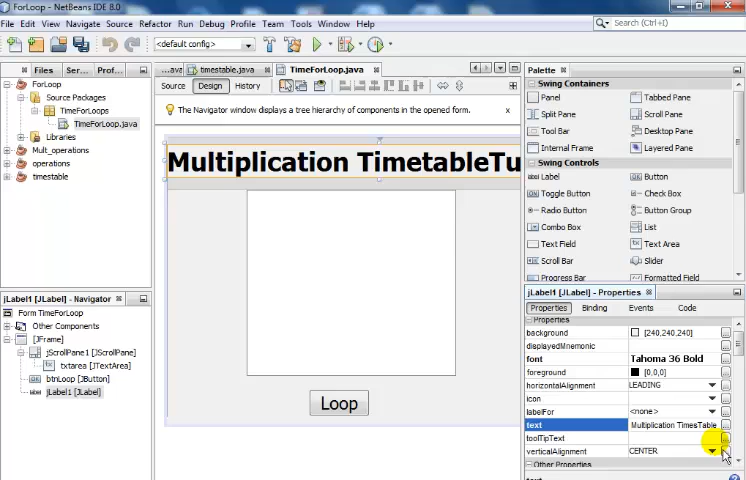 ForLoop - NetBeans IDE 8.0
File Edit View Navigate Source Refactor Run Debug Profile Team Tools Window Help
Search (Ctrl+I)
<default config>
Files Ser... Prof...
...ava timestable.java TimeForLoop.java
Source Design History
The Navigator window displays a tree hierarchy of components in the opened form. x
ForLoop
Source Packages
TimeForLoops
TimeForLoop.java
Libraries
Mult_operations
operations
timestable
Multiplication TimetableTu
Loop
jLabel1 [JLabel] - Navigator
Form TimeForLoop
Other Components
[JFrame]
jScrollPane1 [JScrollPane]
txtarea [JTextArea]
btnLoop [JButton]
jLabel1 [JLabel]
Palette
Swing Containers
Panel Tabbed Pane
Split Pane Scroll Pane
Tool Bar Desktop Pane
Internal Frame Layered Pane
Swing Controls
Label Button
Toggle Button Check Box
Radio Button Button Group
Combo Box List
Text Field Text Area
Scroll Bar Slider
Progress Bar Formatted Field
jLabel1 [JLabel] - Properties
Properties Binding Events Code
Properties
background [240,240,240]
displayedMnemonic
font Tahoma 36 Bold
foreground [0,0,0]
horizontalAlignment LEADING
icon
labelFor <none>
text Multiplication TimesTable
toolTipText
verticalAlignment CENTER
Other Properties
text